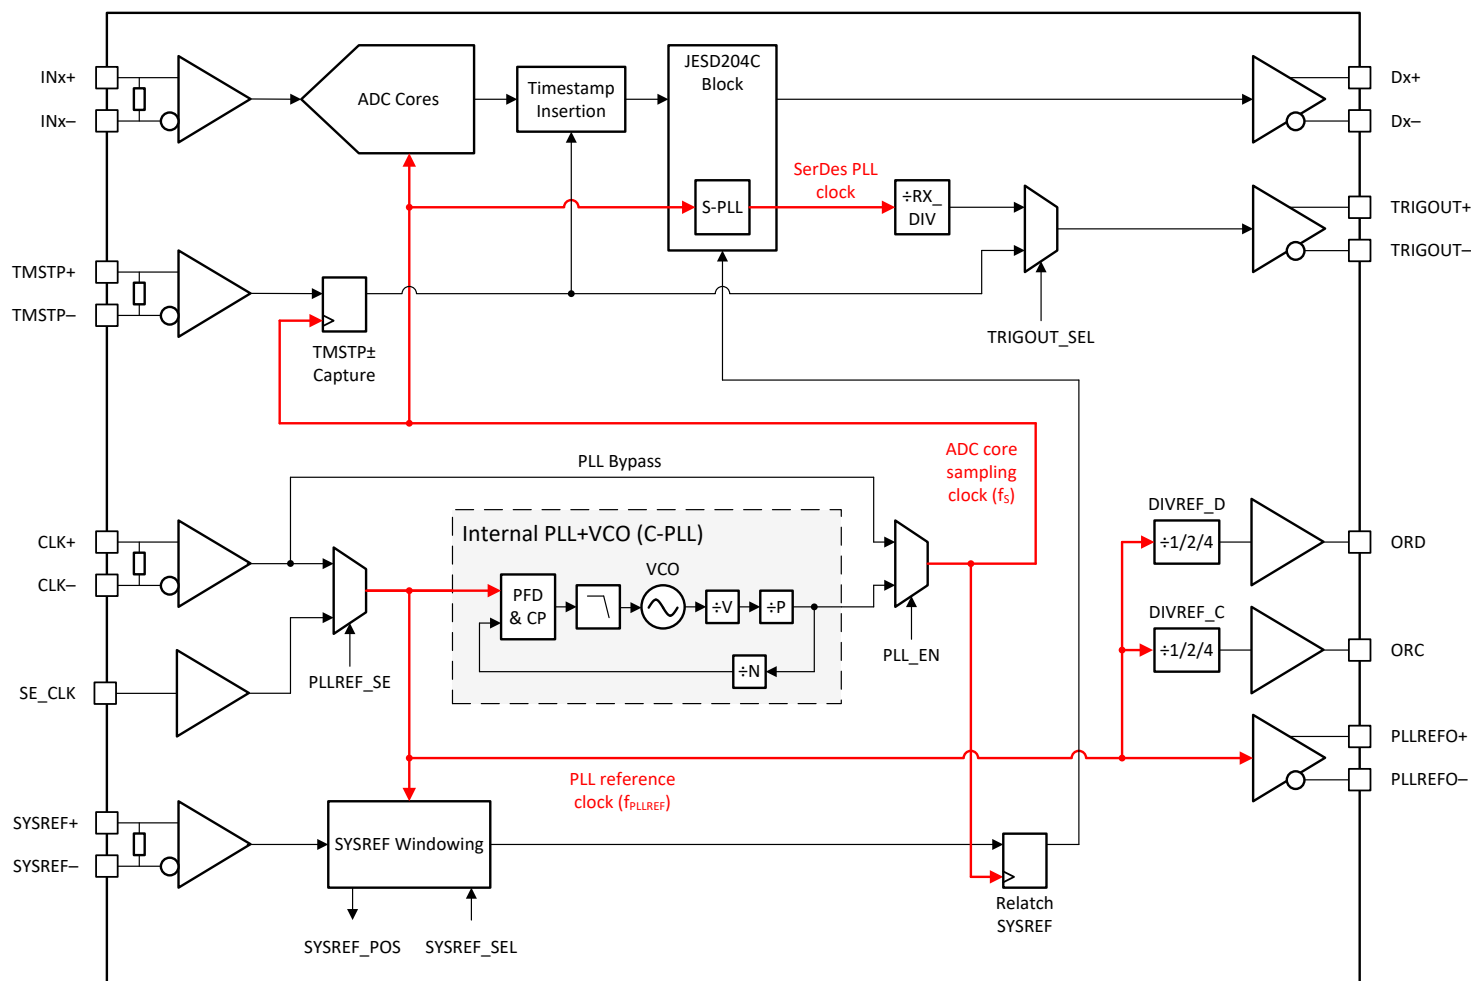 INx+
INx–
ADC Cores
Timestamp
Insertion
JESD204C
Block
Dx+
Dx–
SerDes PLL
clock
S-PLL
÷RX_
DIV
TRIGOUT+
TRIGOUT–
TMSTP+
TMSTP–
TMSTP±
Capture
TRIGOUT_SEL
PLL Bypass
ADC core
sampling
clock (fS)
CLK+
CLK–
Internal PLL+VCO (C-PLL)
VCO
PFD
& CP
÷V
÷P
÷N
PLL_EN
PLLREF_SE
SE_CLK
DIVREF_D
÷1/2/4
ORD
DIVREF_C
÷1/2/4
ORC
PLLREFO+
PLLREFO–
PLL reference
clock (fPLLREF)
SYSREF+
SYSREF–
SYSREF Windowing
SYSREF_POS
SYSREF_SEL
Relatch
SYSREF